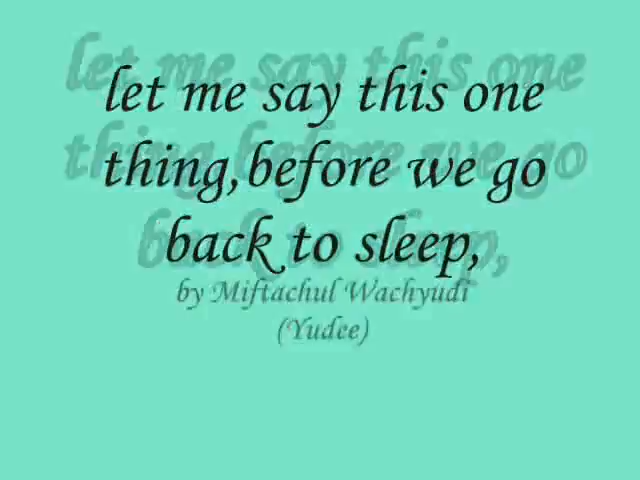 let me say this one
thing,before we go
back to sleep,
by Miftachul Wachyudi
(Yudee)